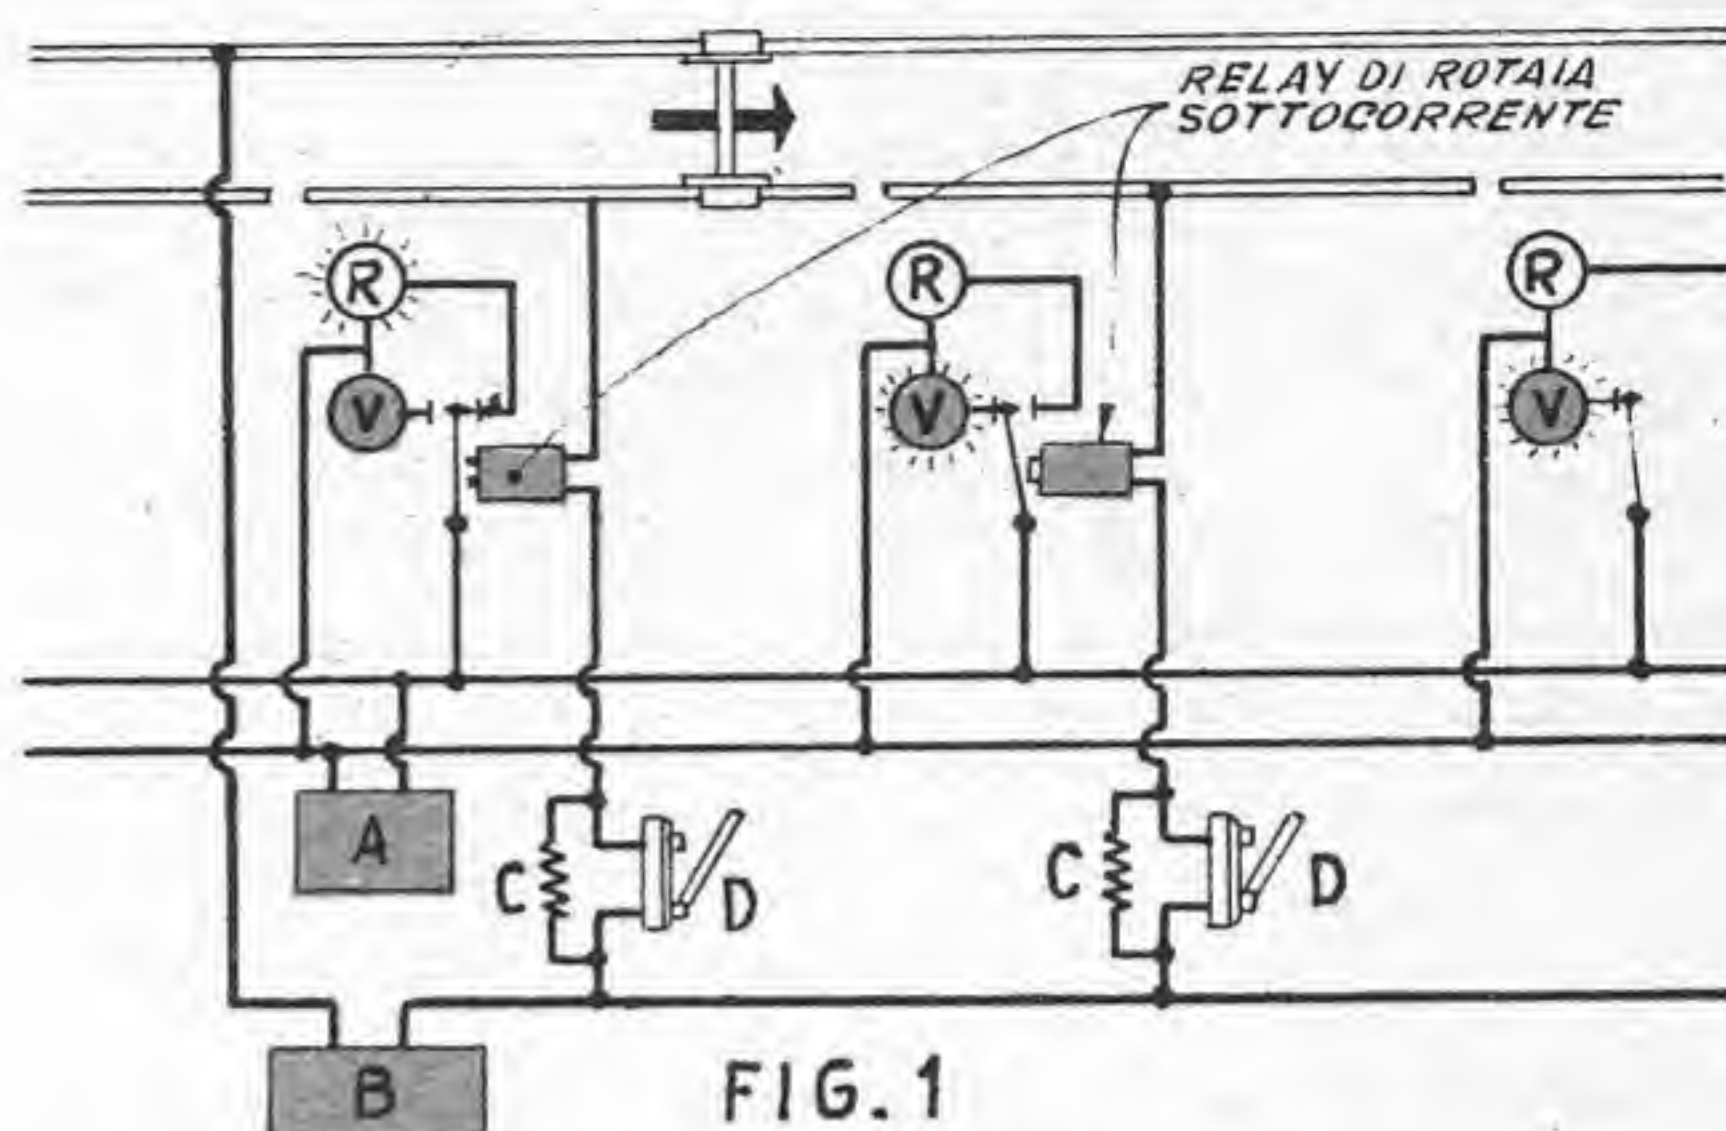 RELAY DI ROTAIA
SOTTOCORRENTE
R
R
R
V
V
V
A
C
D
C
D
B
FIG. 1